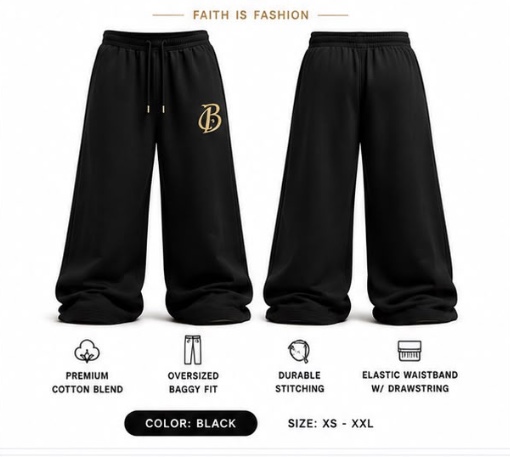 FAITH IS FASHION
B
PREMIUM
COTTON BLEND
OVERSIZED
BAGGY FIT
DURABLE
STITCHING
ELASTIC WAISTBAND
W/ DRAWSTRING
COLOR: BLACK
SIZE: XS - XXL